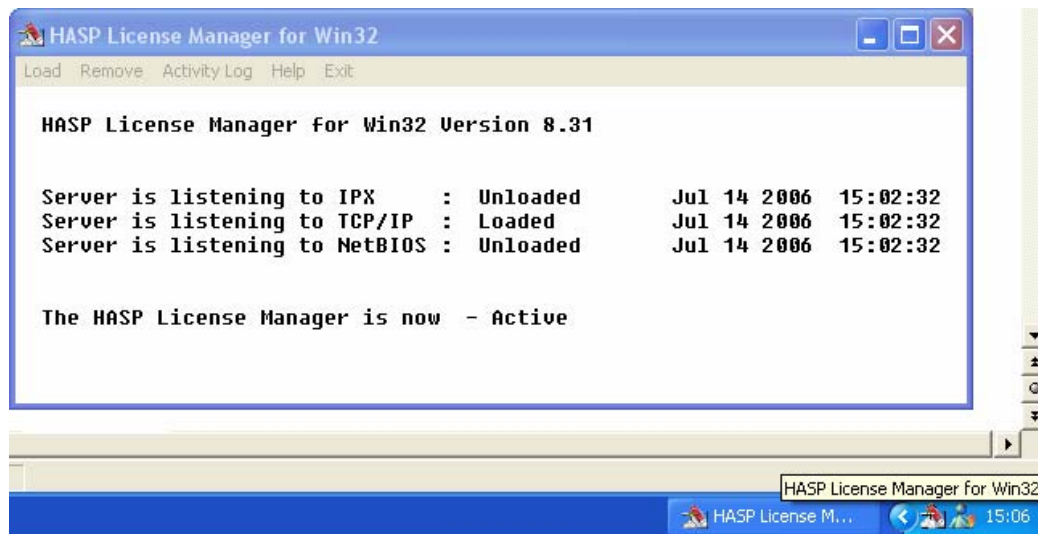 HASP License Manager for Win32
Load Remove Activity Log Help Exit
HASP License Manager for Win32 Version 8.31
Server is listening to IPX : Unloaded Jul 14 2006 15:02:32
Server is listening to TCP/IP : Loaded Jul 14 2006 15:02:32
Server is listening to NetBIOS : Unloaded Jul 14 2006 15:02:32
The HASP License Manager is now - Active
HASP License Manager for Win32
HASP License M... 15:06